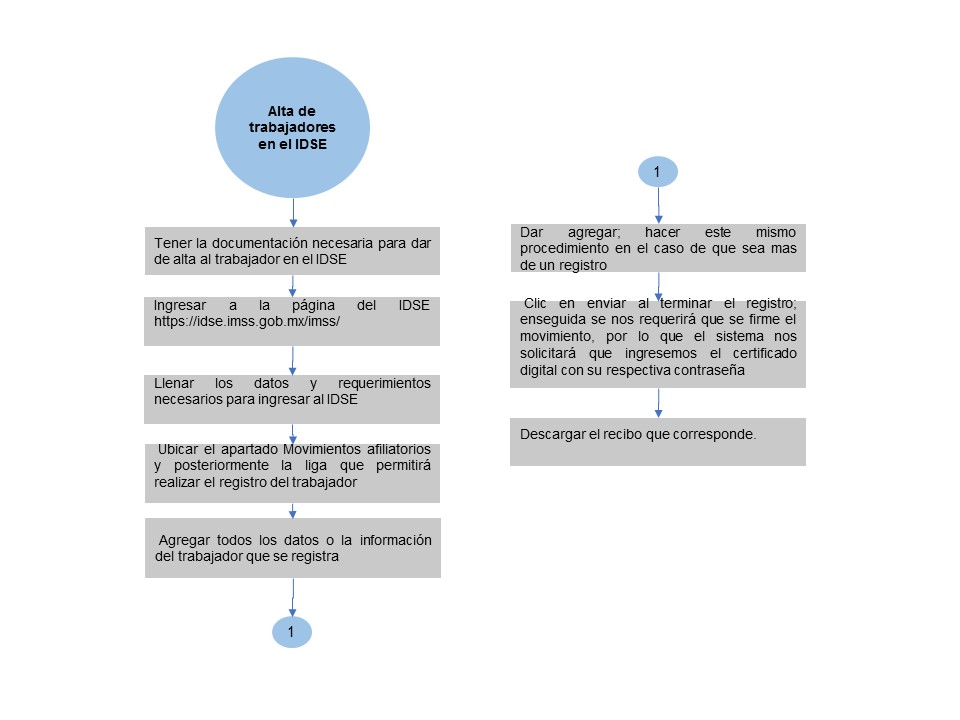 Alta de
trabajadores
en el IDSE
Tener la documentación necesaria para dar
de alta al trabajador en el IDSE
Ingresar a la página del IDSE
https://idse.imss.gob.mx/imss/
Llenar los datos y requerimientos
necesarios para ingresar al IDSE
Ubicar el apartado Movimientos afiliatorios
y posteriormente la liga que permitirá
realizar el registro del trabajador
Agregar todos los datos o la información
del trabajador que se registra
1
1
Dar agregar; hacer este mismo
procedimiento en el caso de que sea mas
de un registro
Clic en enviar al terminar el registro;
enseguida se nos requerirá que se firme el
movimiento, por lo que el sistema nos
solicitará que ingresemos el certificado
digital con su respectiva contraseña
Descargar el recibo que corresponde.